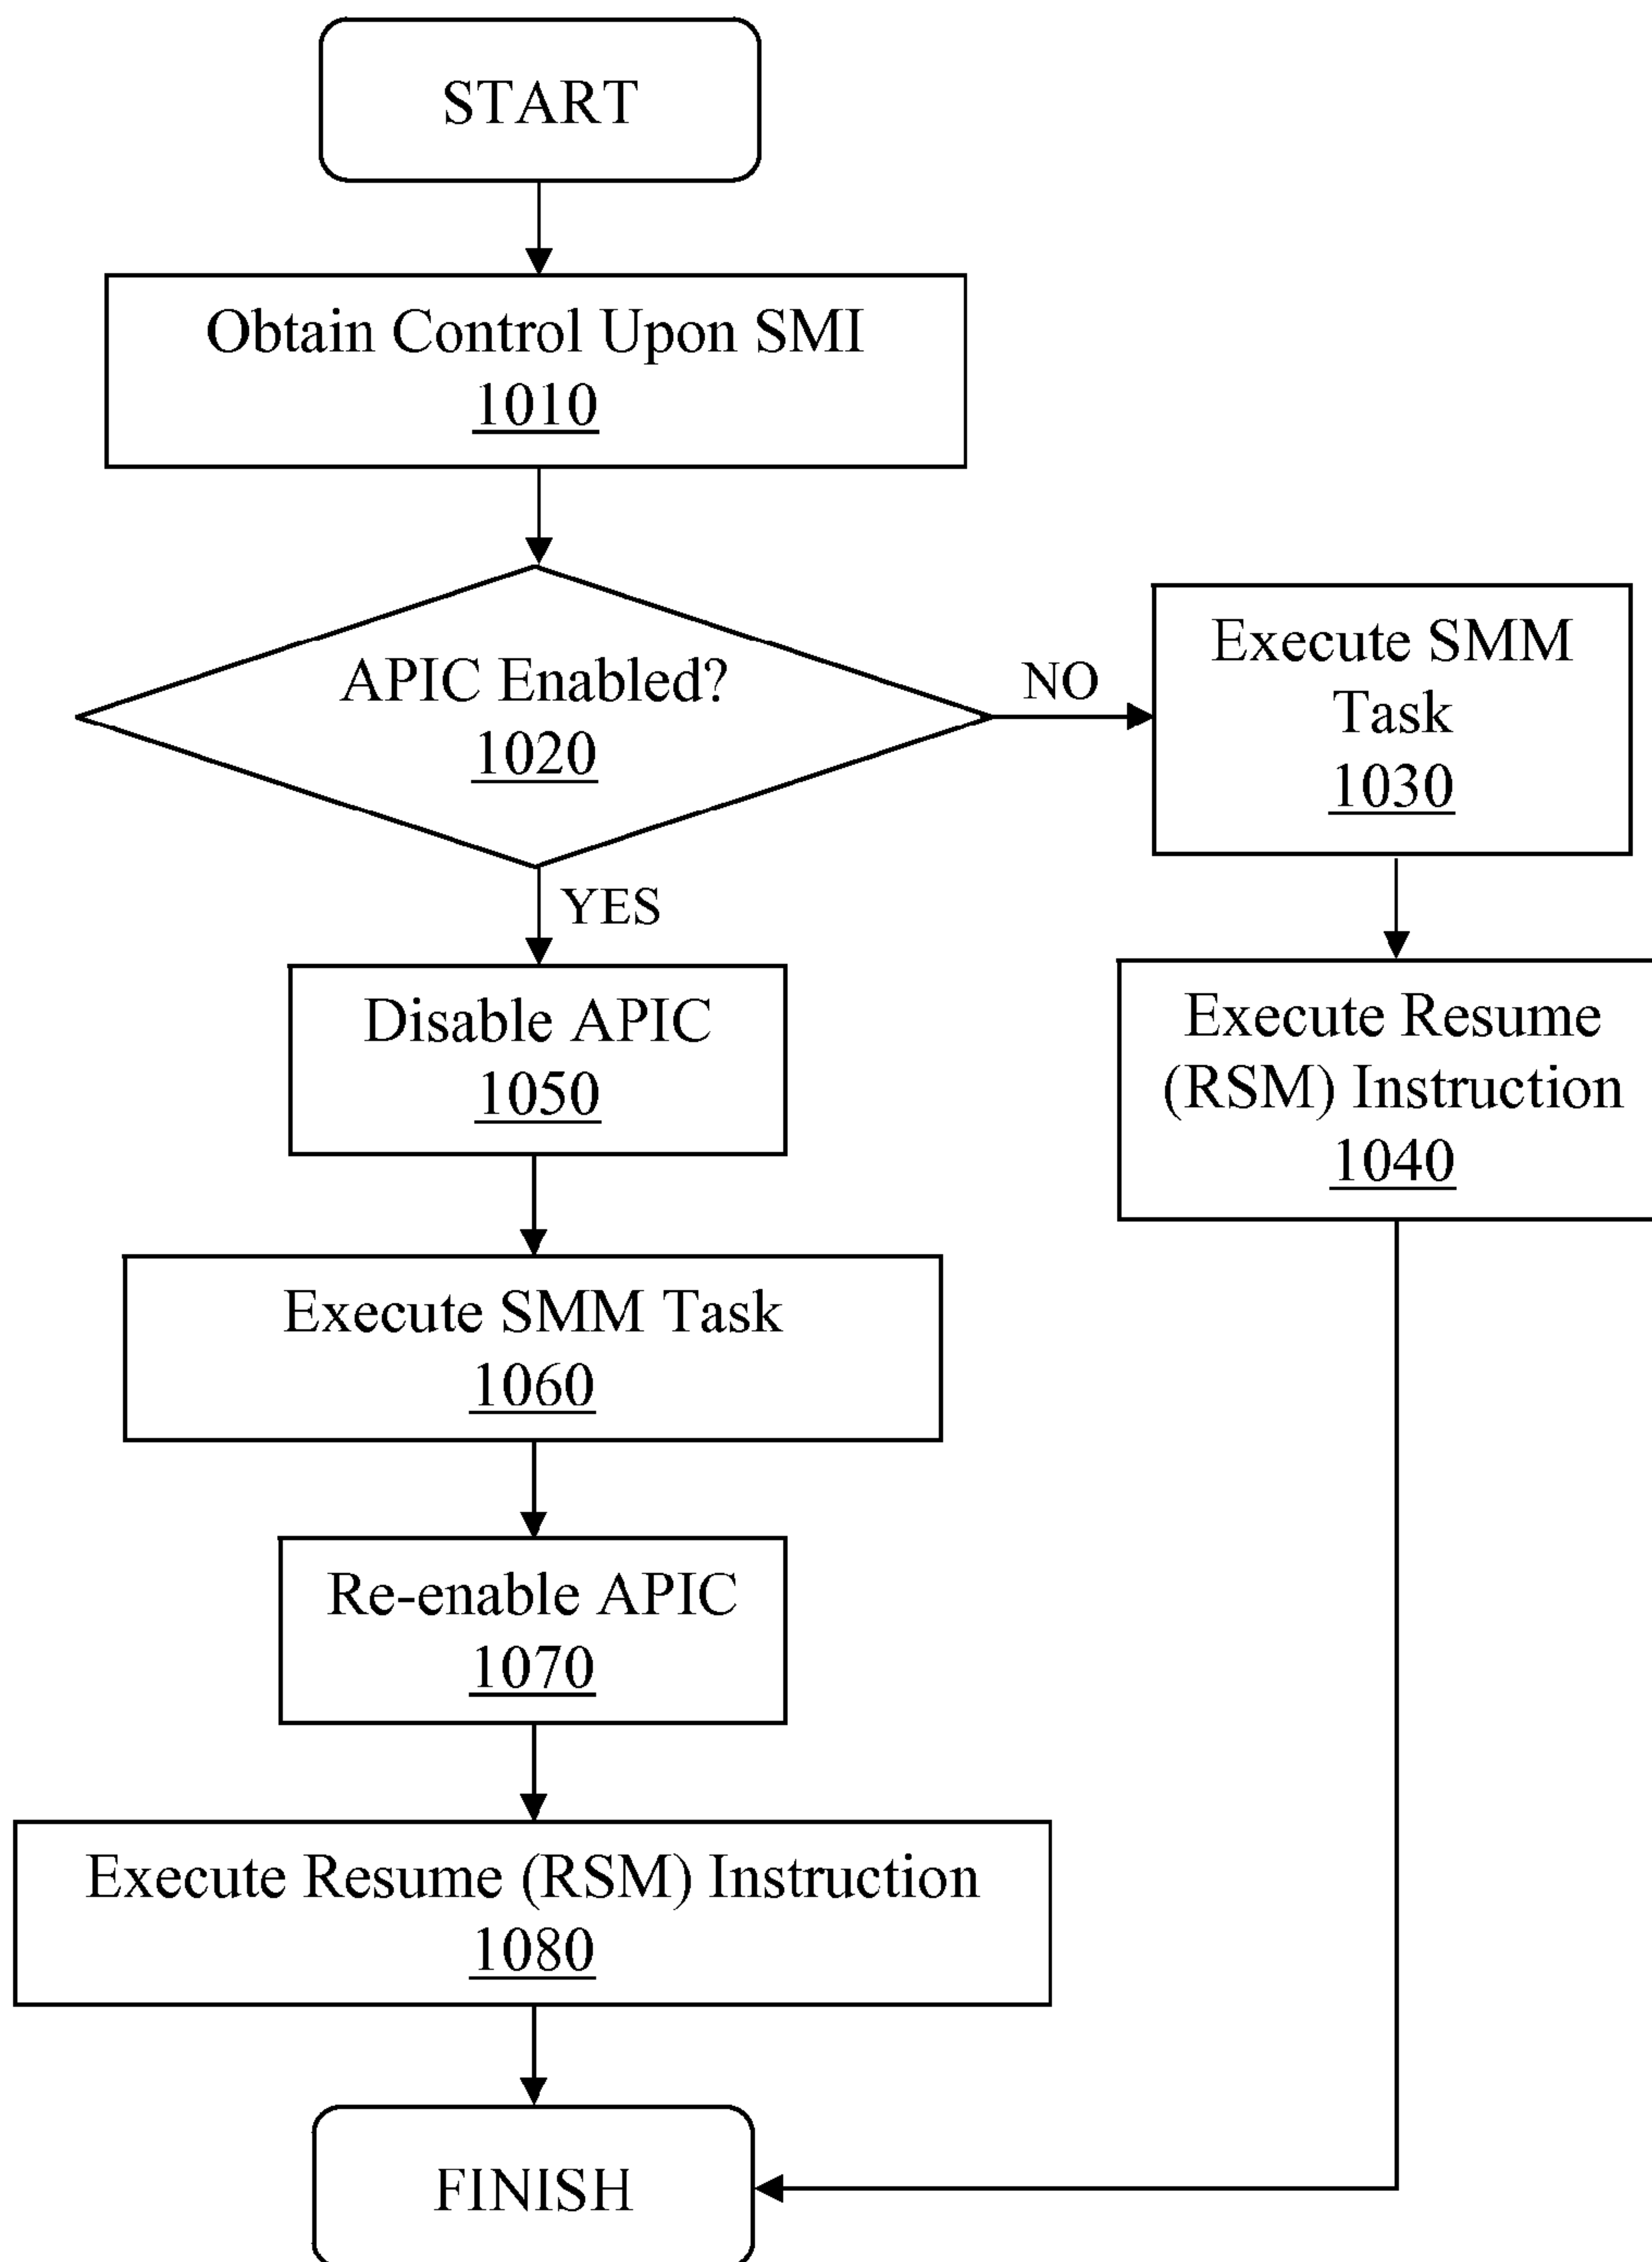 START
Obtain Control Upon SMI
1010
APIC Enabled?
1020
NO
Execute SMM
Task
1030
YES
Execute Resume
(RSM) Instruction
1040
Disable APIC
1050
Execute SMM Task
1060
Re-enable APIC
1070
Execute Resume (RSM) Instruction
1080
FINISH